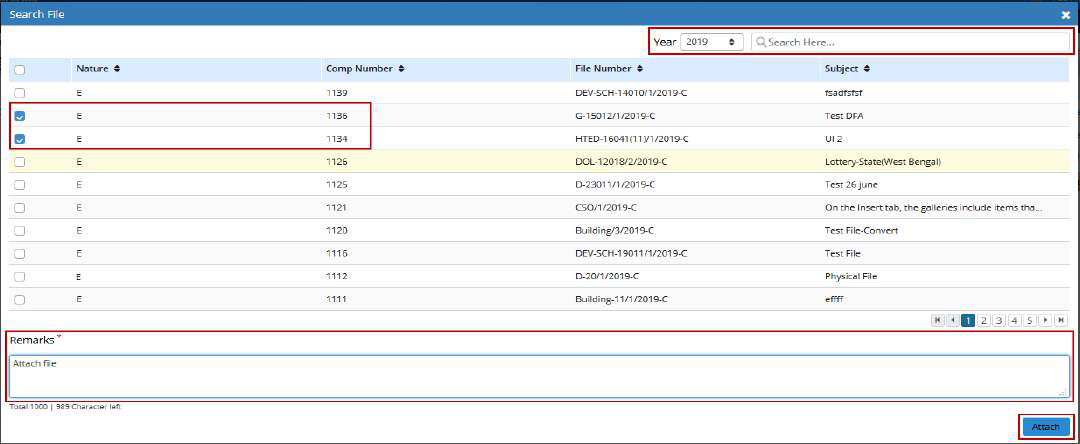 Search File
Year 2019 Search Here...
Nature Comp Number File Number Subject
E 1139 DEV-SCH-14010/1/2019-C fsadfsfsf
E 1136 G-15012/1/2019-C Test DFA
E 1134 HTED-16041(11)/1/2019-C UI 2
E 1126 DOL-12018/2/2019-C Lottery-State(West Bengal)
E 1125 D-23011/1/2019-C Test 26 june
E 1121 CSO/1/2019-C On the Insert tab, the galleries include items tha...
E 1120 Building/3/2019-C Test File-Convert
E 1116 DEV-SCH-19011/1/2019-C Test File
E 1112 D-20/1/2019-C Physical File
E 1111 Building-11/1/2019-C effff
1 2 3 4 5
Remarks *
Attach file
Total 1000 | 989 Character left
Attach